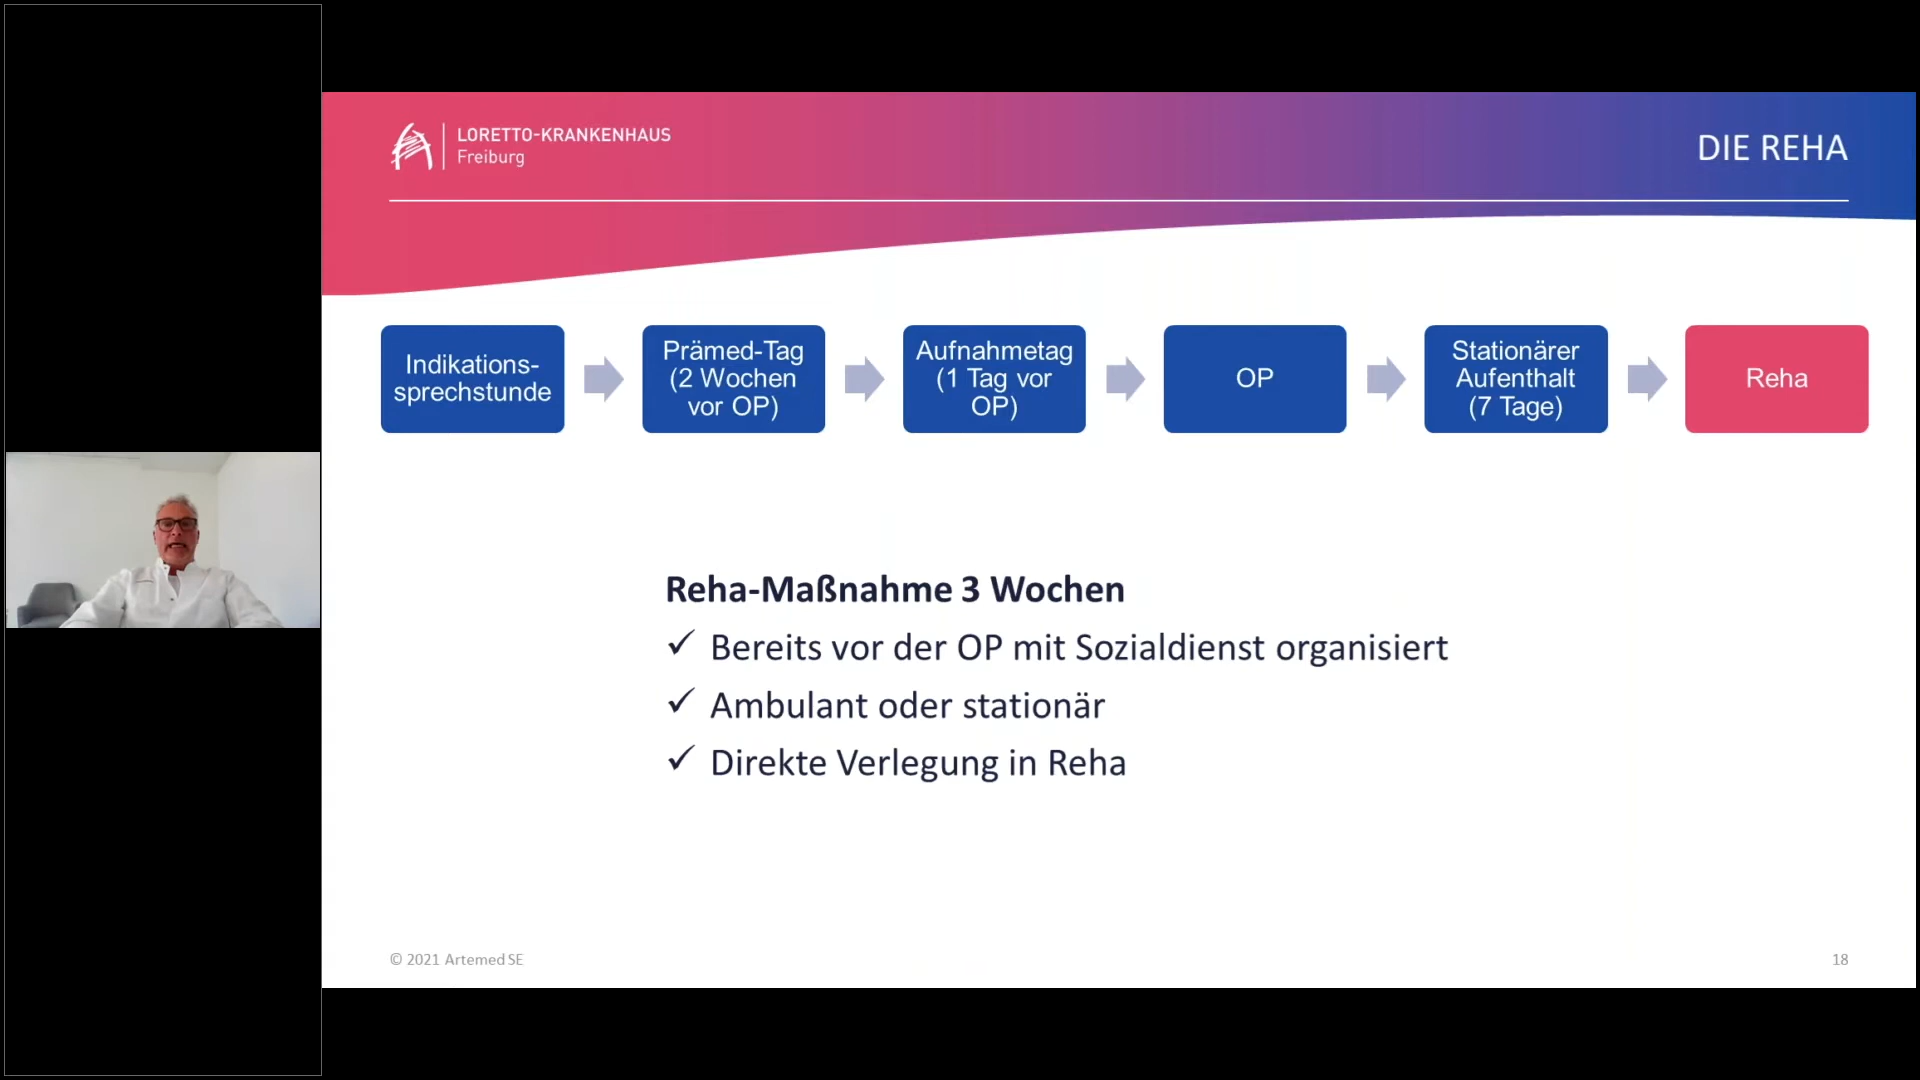 LORETTO-KRANKENHAUS
Freiburg
DIE REHA
Indikations-
sprechstunde
Prämed-Tag
(2 Wochen
vor OP)
Aufnahmetag
(1 Tag vor
OP)
OP
Stationärer
Aufenthalt
(7 Tage)
Reha
Reha-Maßnahme 3 Wochen
✓ Bereits vor der OP mit Sozialdienst organisiert
✓ Ambulant oder stationär
✓ Direkte Verlegung in Reha
© 2021 Artemed SE
18